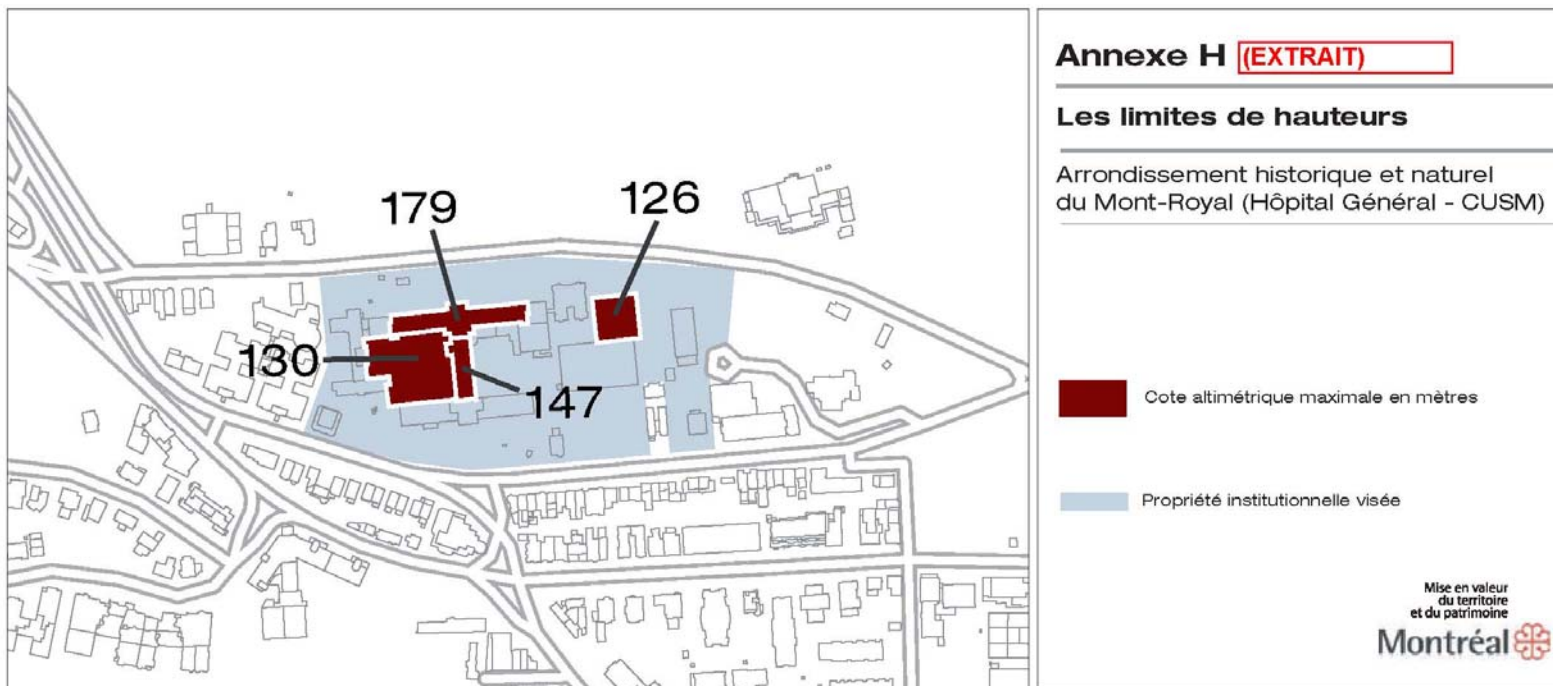 179
126
130
147
Annexe H (EXTRAIT)
Les limites de hauteurs
Arrondissement historique et naturel
du Mont-Royal (Hôpital Général - CUSM)
Cote altimétrique maximale en mètres
Propriété institutionnelle visée
Mise en valeur
du territoire
et du patrimoine
Montréal